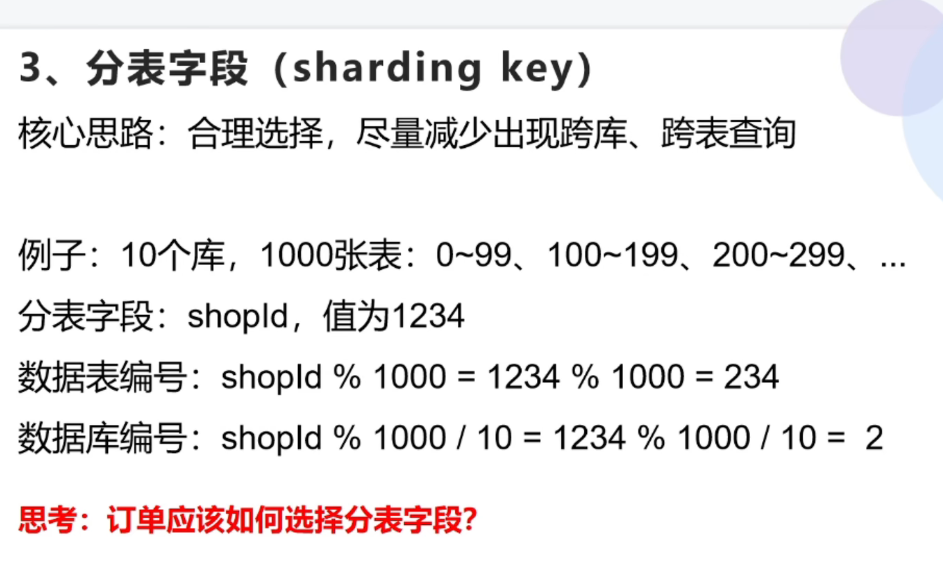 3、分表字段（sharding key）
核心思路：合理选择，尽量减少出现跨库、跨表查询
例子：10个库，1000张表：0~99、100~199、200~299、...
分表字段：shopId，值为1234
数据表编号：shopId % 1000 = 1234 % 1000 = 234
数据库编号：shopId % 1000 / 10 = 1234 % 1000 / 10 = 2
思考：订单应该如何选择分表字段？